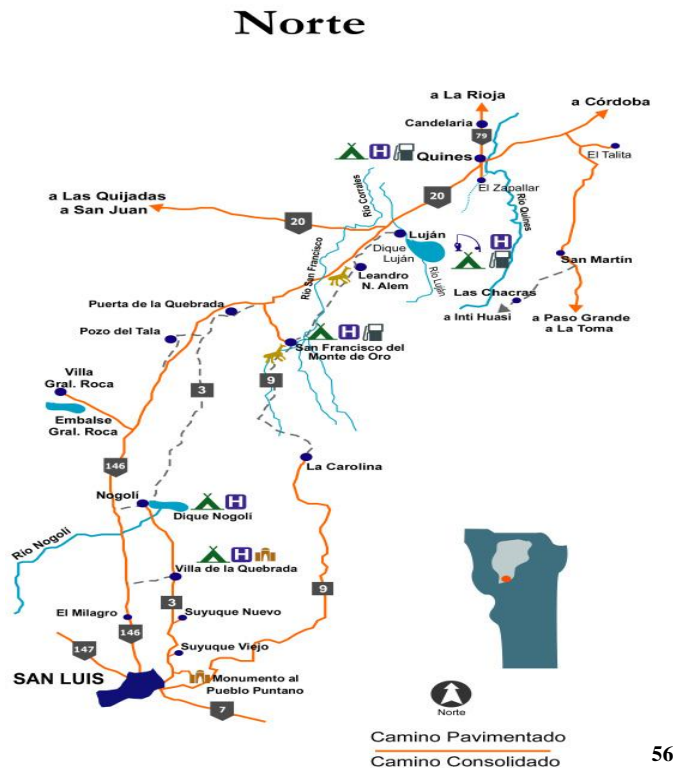 Norte
a La Rioja
a Córdoba
Candelaria
79
H
Quines
El Talita
El Zapallar
a Las Quijadas
a San Juan
20
20
Río Corrales
Río Quines
Río San Francisco
Luján
Dique
Luján
H
Río Luján
San Martín
Leandro
N. Alem
Las Chacras
a Inti Huasi
a Paso Grande
a La Toma
Puerta de la Quebrada
Pozo del Tala
H
San Francisco del
Monte de Oro
Villa
Gral. Roca
3
9
Embalse
Gral. Roca
146
La Carolina
Nogolí
H
Dique Nogolí
Río Nogolí
H
Villa de la Quebrada
9
3
El Milagro
Suyuque Nuevo
146
147
Suyuque Viejo
SAN LUIS
Monumento al
Pueblo Puntano
7
Norte
Camino Pavimentado
Camino Consolidado
56